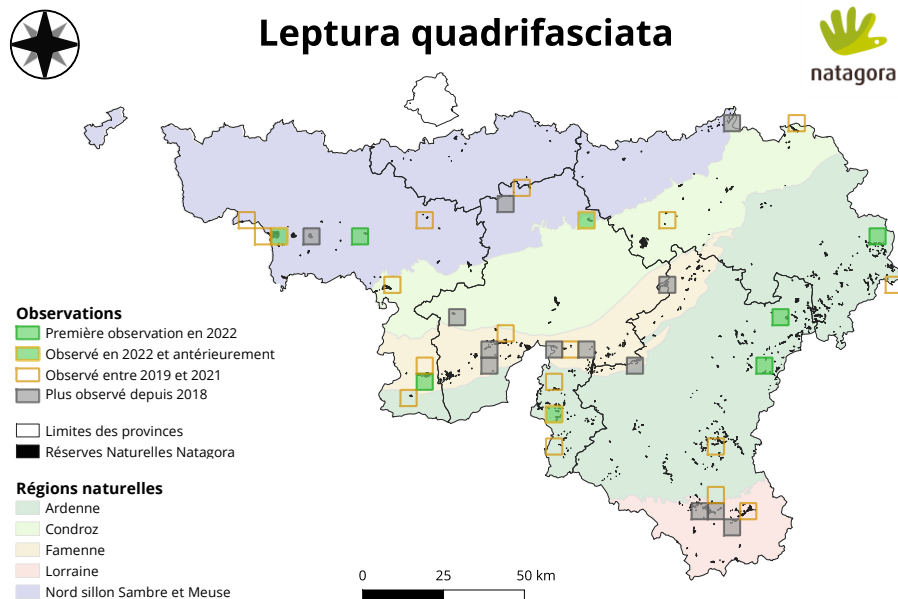 Leptura quadrifasciata
natagora
Observations
Première observation en 2022
Observé en 2022 et antérieurement
Observé entre 2019 et 2021
Plus observé depuis 2018
Limites des provinces
Réserves Naturelles Natagora
Régions naturelles
Ardenne
Condroz
Famenne
Lorraine
Nord sillon Sambre et Meuse
0 25 50 km